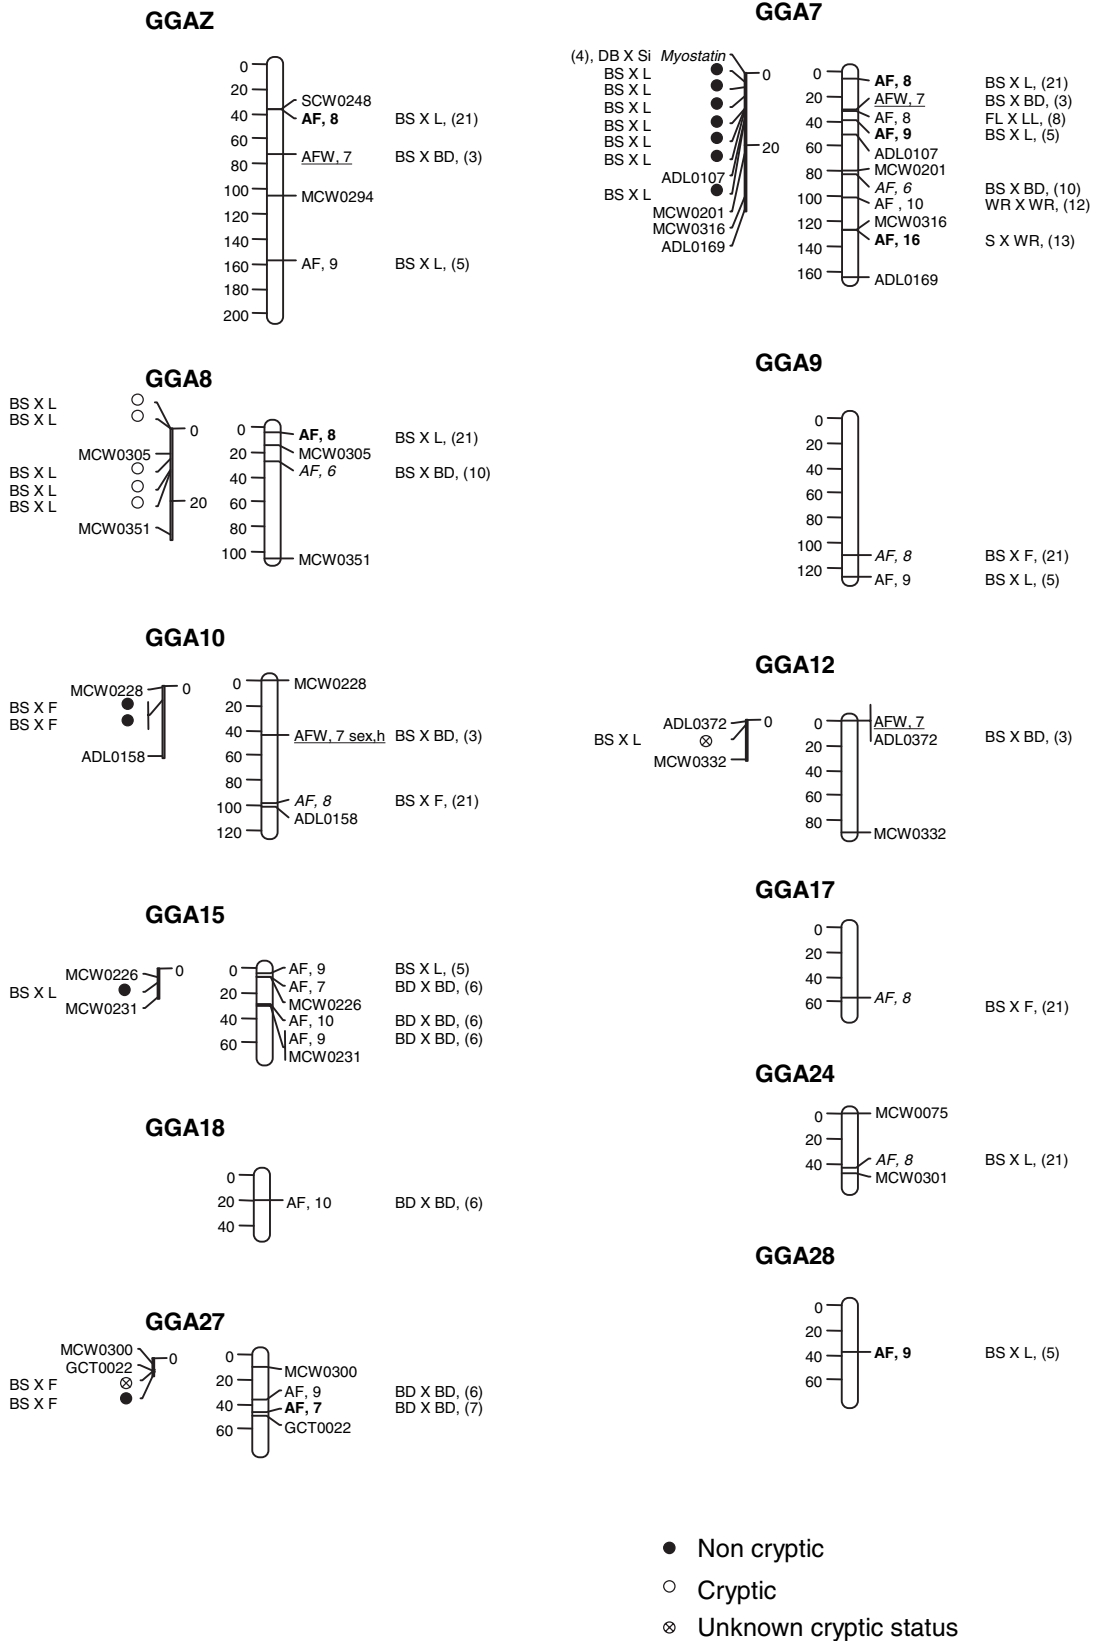 GGAZ
0
20
40
60
80
100
120
140
160
180
200
SCW0248
AF, 8 BS X L, (21)
AFW, 7 BS X BD, (3)
MCW0294
AF, 9 BS X L, (5)
GGA7
(4), DB X Si Myostatin
BS X L
BS X L
BS X L
BS X L
BS X L
BS X L
ADL0107
BS X L
MCW0201
MCW0316
ADL0169
0
20
0
20
40
60
80
100
120
140
160
AF, 8 BS X L, (21)
AFW, 7 BS X BD, (3)
AF, 8 FL X LL, (8)
AF, 9 BS X L, (5)
ADL0107
MCW0201
AF, 6 BS X BD, (10)
AF , 10 WR X WR, (12)
MCW0316
AF, 16 S X WR, (13)
ADL0169
GGA8
BS X L
BS X L
MCW0305
BS X L
BS X L
BS X L
MCW0351
0
20
0
20
40
60
80
100
AF, 8 BS X L, (21)
MCW0305
AF, 6 BS X BD, (10)
MCW0351
GGA9
0
20
40
60
80
100
120
AF, 8 BS X F, (21)
AF, 9 BS X L, (5)
GGA10
MCW0228
BS X F
BS X F
ADL0158
0
0
20
40
60
80
100
120
MCW0228
AFW, 7 sex,h BS X BD, (3)
AF, 8 BS X F, (21)
ADL0158
GGA12
ADL0372
BS X L
MCW0332
0
0
20
40
60
80
AFW, 7
ADL0372 BS X BD, (3)
MCW0332
GGA15
MCW0226
BS X L
MCW0231
0
0
20
40
60
AF, 9 BS X L, (5)
AF, 7 BD X BD, (6)
MCW0226
AF, 10 BD X BD, (6)
AF, 9 BD X BD, (6)
MCW0231
GGA17
0
20
40
60
AF, 8 BS X F, (21)
GGA18
0
20
40
AF, 10 BD X BD, (6)
GGA24
0
20
40
MCW0075
AF, 8 BS X L, (21)
MCW0301
GGA27
MCW0300
GCT0022
BS X F
BS X F
0
0
20
40
60
MCW0300
AF, 9 BD X BD, (6)
AF, 7 BD X BD, (7)
GCT0022
GGA28
0
20
40
60
AF, 9 BS X L, (5)
Non cryptic
Cryptic
Unknown cryptic status